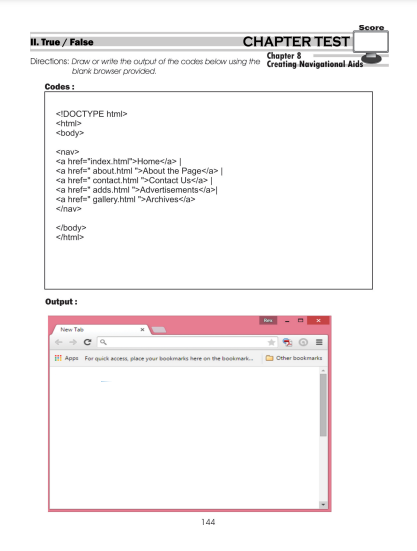 Score
II. True / False
CHAPTER TEST
Chapter 8
Creating Navigational Aids
Directions: Draw or write the output of the codes below using the
blank browser provided.
Codes :
<!DOCTYPE html>
<html>
<body>
<nav>
<a href="index.html">Home</a> |
<a href=" about.html ">About the Page</a> |
<a href=" contact.html ">Contact Us</a> |
<a href=" adds.html ">Advertisements</a>|
<a href=" gallery.html ">Archives</a>
</nav>
</body>
</html>
Output :
Ben
New Tab
Apps For quick access, place your bookmarks here on the bookmark... Other bookmarks
144